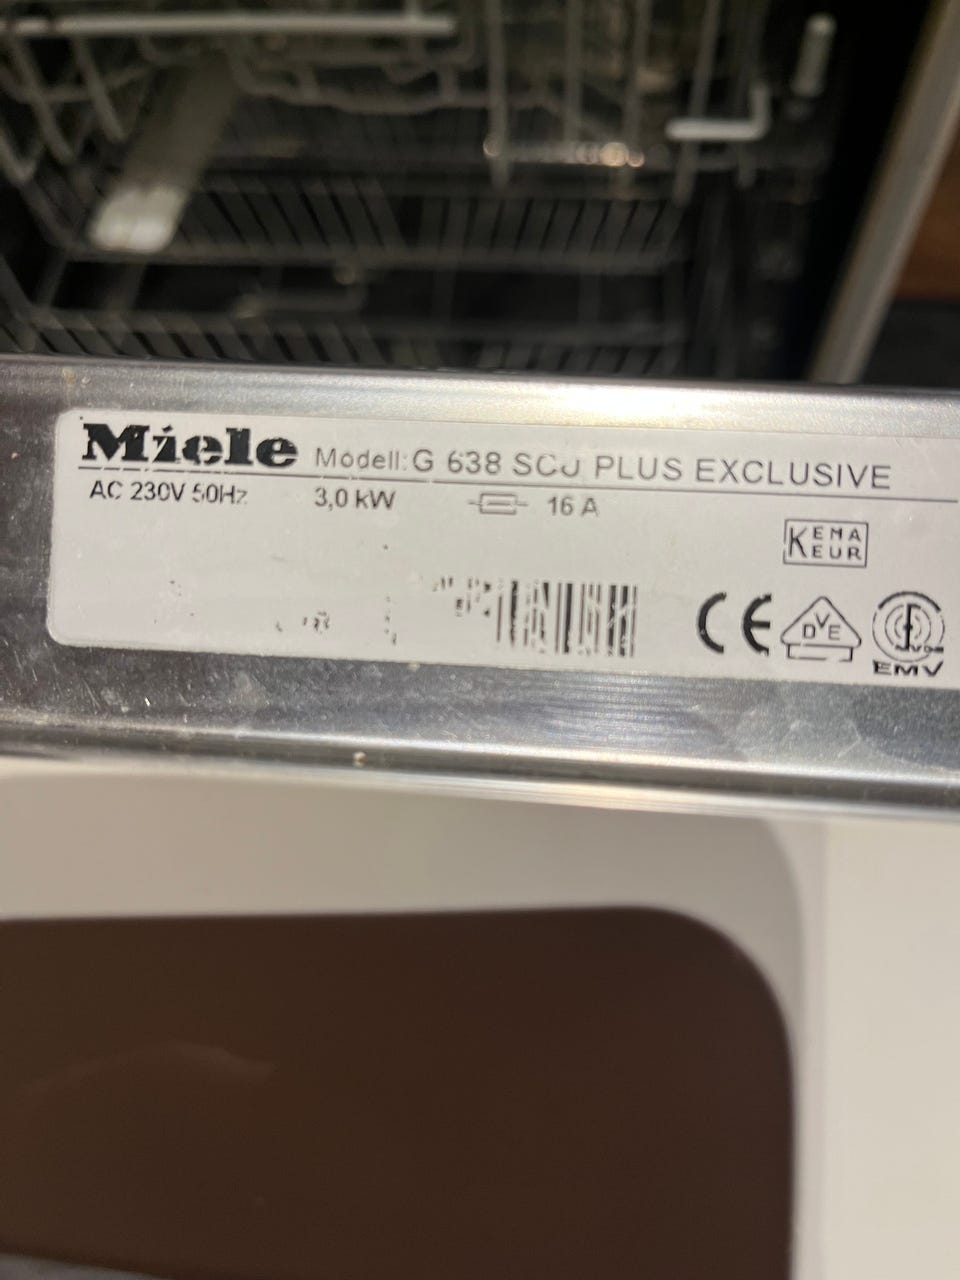 Miele Modell: G 638 SCU PLUS EXCLUSIVE
AC 230V 50Hz 3,0 kW 16 A
KEMA
KEUR
CE DVE
EMV